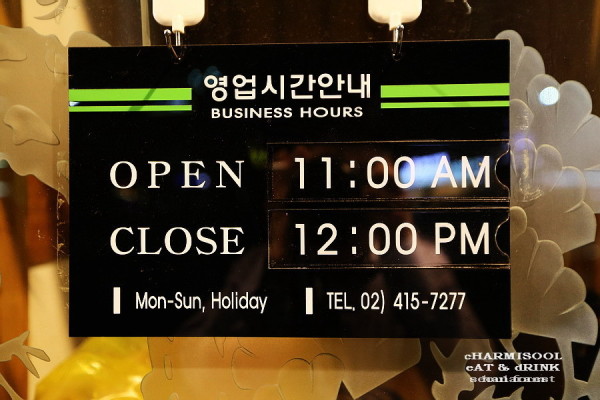 영업시간안내
BUSINESS HOURS
OPEN 11:00 AM
CLOSE 12:00 PM
Mon-Sun, Holiday TEL, 02) 415-7277
cHARMISOOL
eAT & dRINK